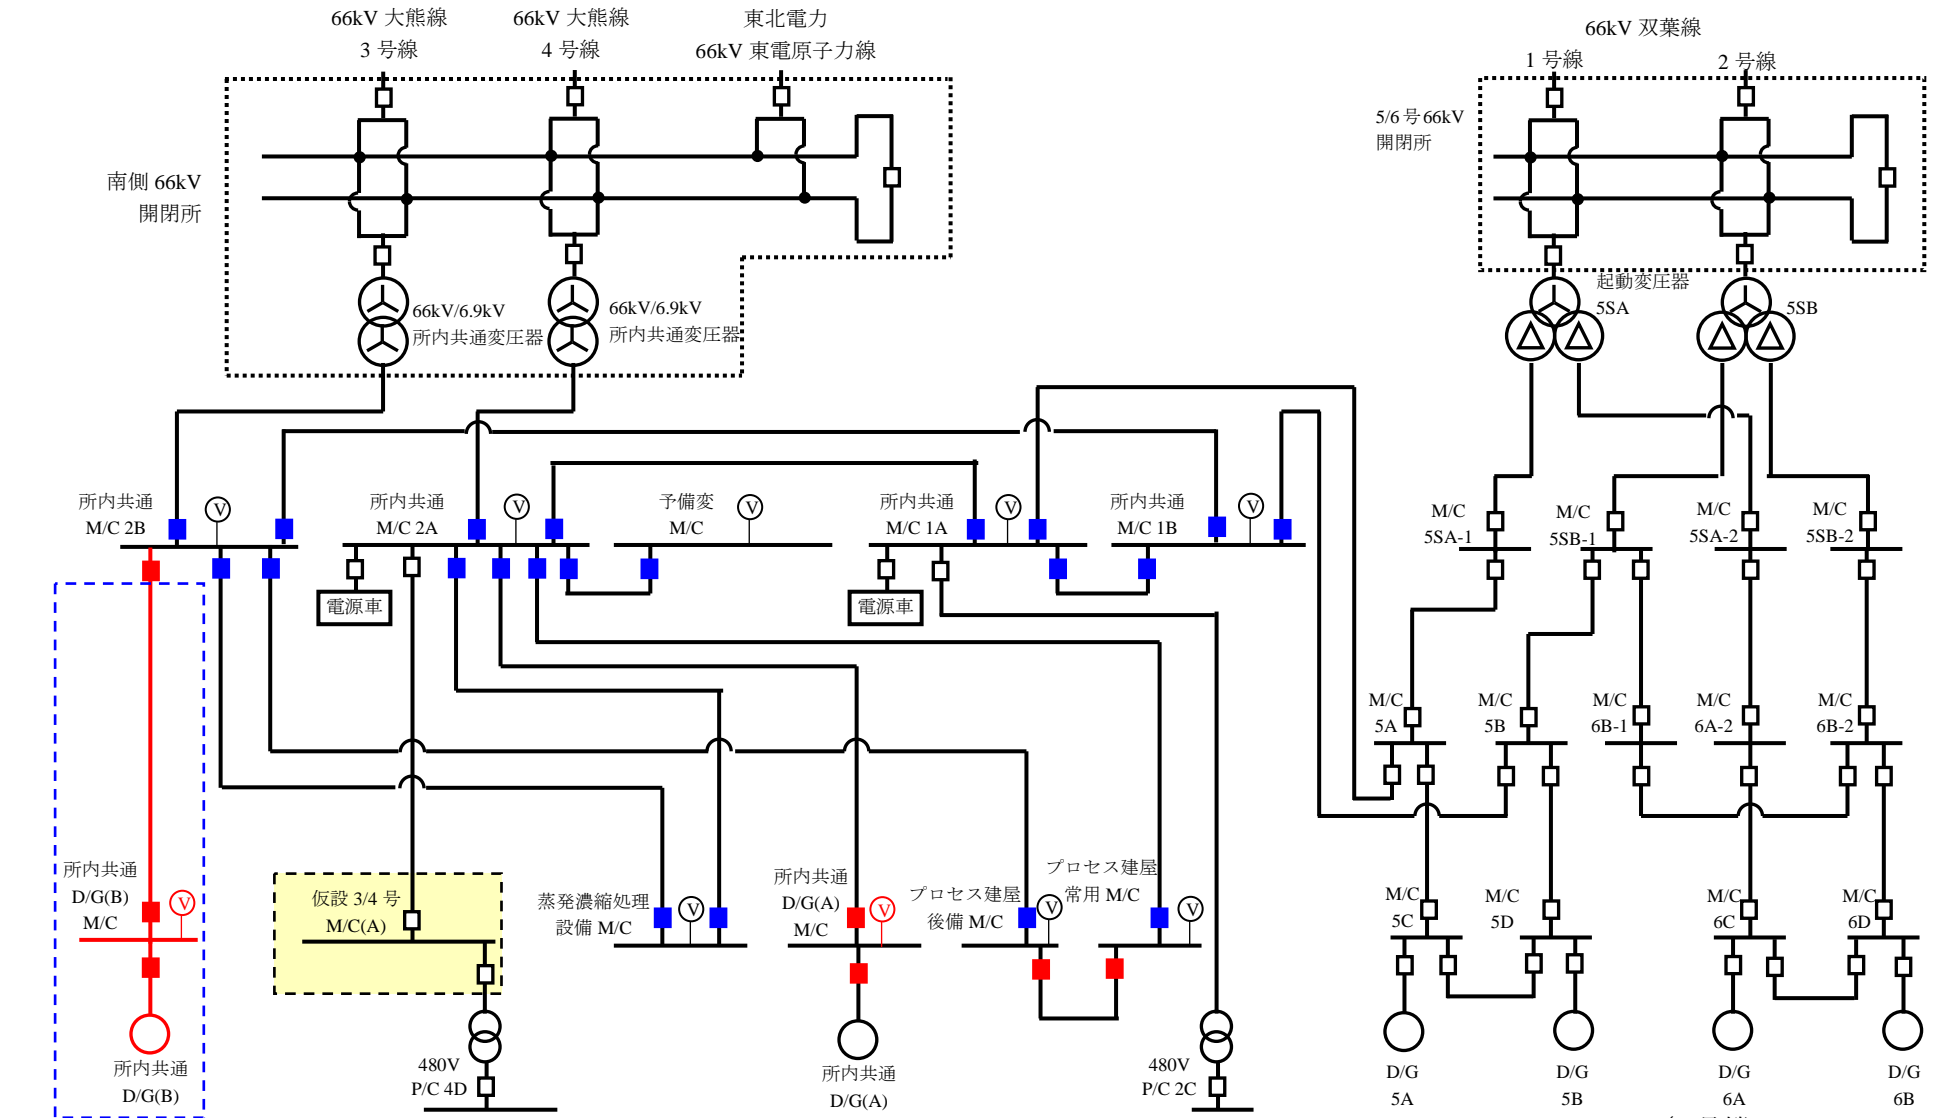 66kV 大熊線
3 号線
66kV 大熊線
4 号線
東北電力
66kV 東電原子力線
66kV 双葉線
1 号線
2 号線
南側 66kV
開閉所
5/6 号 66kV
開閉所
66kV/6.9kV
所内共通変圧器
66kV/6.9kV
所内共通変圧器
起動変圧器
5SA
5SB
所内共通
M/C 2B
V
所内共通
M/C 2A
V
予備変
M/C
V
所内共通
M/C 1A
V
所内共通
M/C 1B
V
M/C
5SA-1
M/C
5SB-1
M/C
5SA-2
M/C
5SB-2
電源車
電源車
M/C
5A
M/C
5B
M/C
6B-1
M/C
6A-2
M/C
6B-2
所内共通
D/G(B)
M/C
V
仮設 3/4 号
M/C(A)
蒸発濃縮処理
設備 M/C
V
所内共通
D/G(A)
M/C
V
プロセス建屋
後備 M/C
V
プロセス建屋
常用 M/C
V
M/C
5C
M/C
5D
M/C
6C
M/C
6D
所内共通
D/G(B)
480V
P/C 4D
所内共通
D/G(A)
480V
P/C 2C
D/G
5A
D/G
5B
D/G
6A
D/G
6B